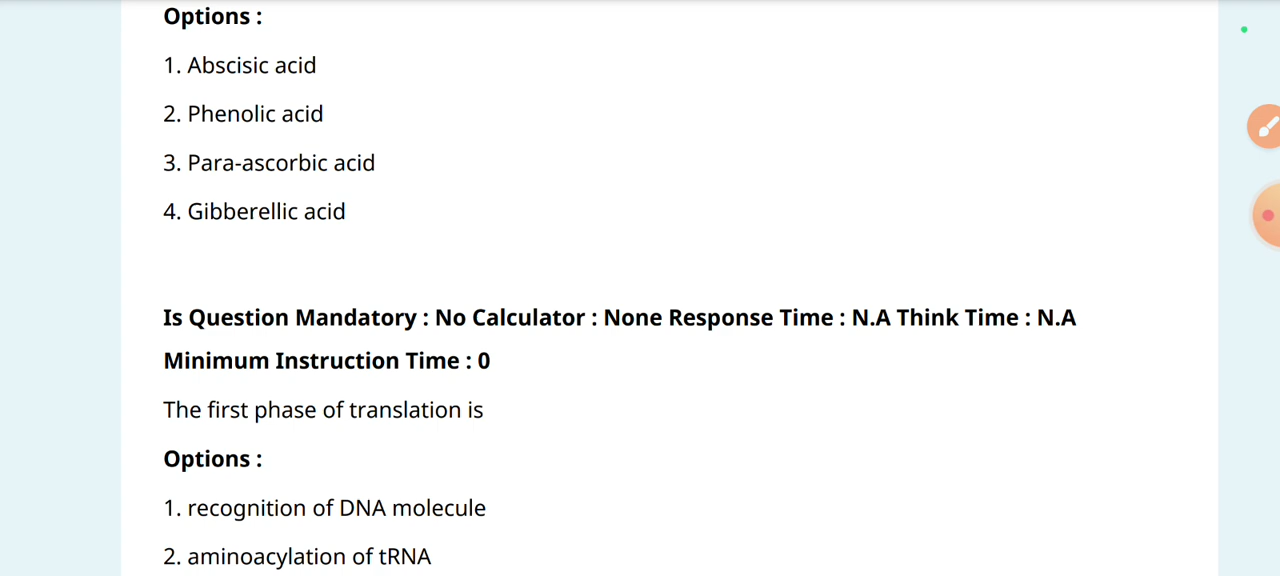 Options :
1. Abscisic acid
2. Phenolic acid
3. Para-ascorbic acid
4. Gibberellic acid
Is Question Mandatory : No Calculator : None Response Time : N.A Think Time : N.A
Minimum Instruction Time : 0
The first phase of translation is
Options :
1. recognition of DNA molecule
2. aminoacylation of tRNA